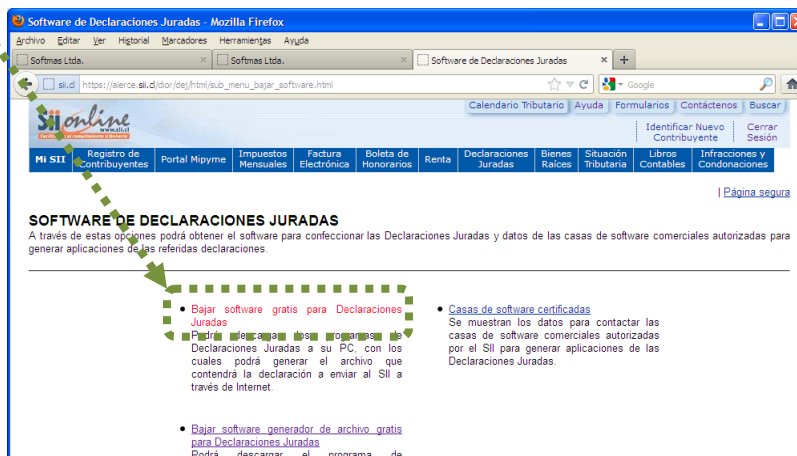 Software de Declaraciones Juradas - Mozilla Firefox
Archivo Editar Ver Historial Marcadores Herramientas Ayuda
Softmas Ltda. × Softmas Ltda. × Software de Declaraciones Juradas × +
sii.cl https://alerce.sii.cl/dior/dej/html/sub_menu_bajar_software.html Google
Calendario Tributario Ayuda Formularios Contáctenos Buscar
Sii online
www.sii.cl
Identificar Nuevo Contribuyente
Cerrar Sesión
Mi SII
Registro de Contribuyentes
Portal Mipyme
Impuestos Mensuales
Factura Electrónica
Boleta de Honorarios
Renta
Declaraciones Juradas
Bienes Raíces
Situación Tributaria
Libros Contables
Infracciones y Condonaciones
| Página segura
SOFTWARE DE DECLARACIONES JURADAS
A través de estas opciones podrá obtener el software para confeccionar las Declaraciones Juradas y datos de las casas de software comerciales autorizadas para
generar aplicaciones de las referidas declaraciones.
• Bajar software gratis para Declaraciones
Juradas
Podrá descargar los programas de
Declaraciones Juradas a su PC, con los
cuales podrá generar el archivo que
contendrá la declaración a enviar al SII a
través de Internet.
• Bajar software generador de archivo gratis
para Declaraciones Juradas
Podrá descargar el programa de
• Casas de software certificadas
Se muestran los datos para contactar las
casas de software comerciales autorizadas
por el SII para generar aplicaciones de las
Declaraciones Juradas.